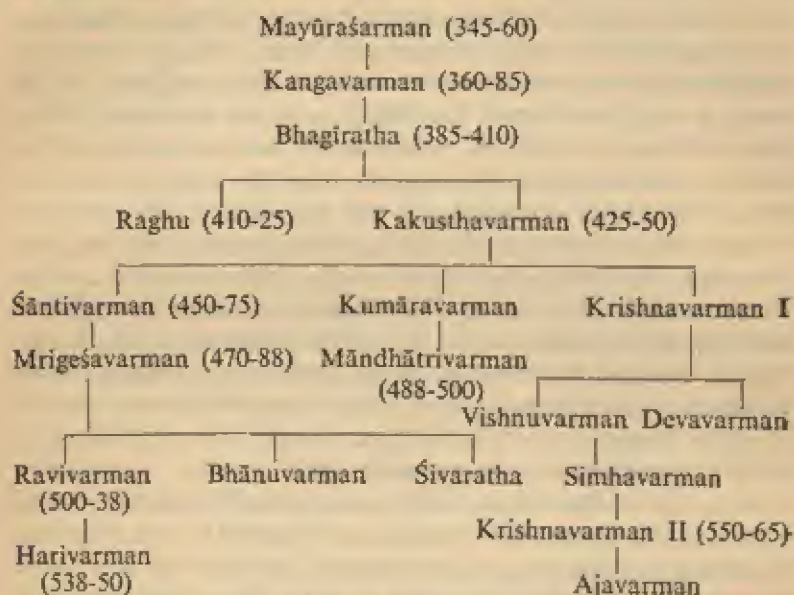 Mayūraśarman (345-60)
Kangavarman (360-85)
Bhagiratha (385-410)
Raghu (410-25) Kakusthavarman (425-50)
Śāntivarman (450-75) Kumāravarman Krishnavarman I
Mrigeśavarman (470-88) Māndhātrivarman
(488-500)
Vishnuvarman Devavarman
Ravivarman Bhānuvarman Śivaratha Simhavarman
(500-38)
Krishnavarman II (550-65)
Harivarman
(538-50) Ajavarman